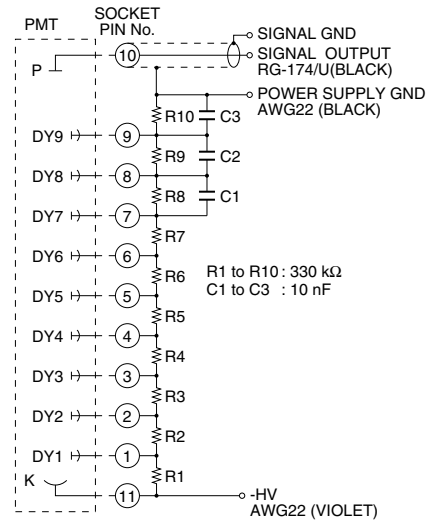 PMT
SOCKET
PIN No.
SIGNAL GND
10
SIGNAL OUTPUT
RG-174/U(BLACK)
P
POWER SUPPLY GND
AWG22 (BLACK)
R10
C3
DY9
9
R9
C2
DY8
8
R8
C1
DY7
7
R7
DY6
6
R6
R1 to R10 : 330 kΩ
C1 to C3 : 10 nF
DY5
5
R5
DY4
4
R4
DY3
3
R3
DY2
2
R2
DY1
1
R1
K
11
-HV
AWG22 (VIOLET)